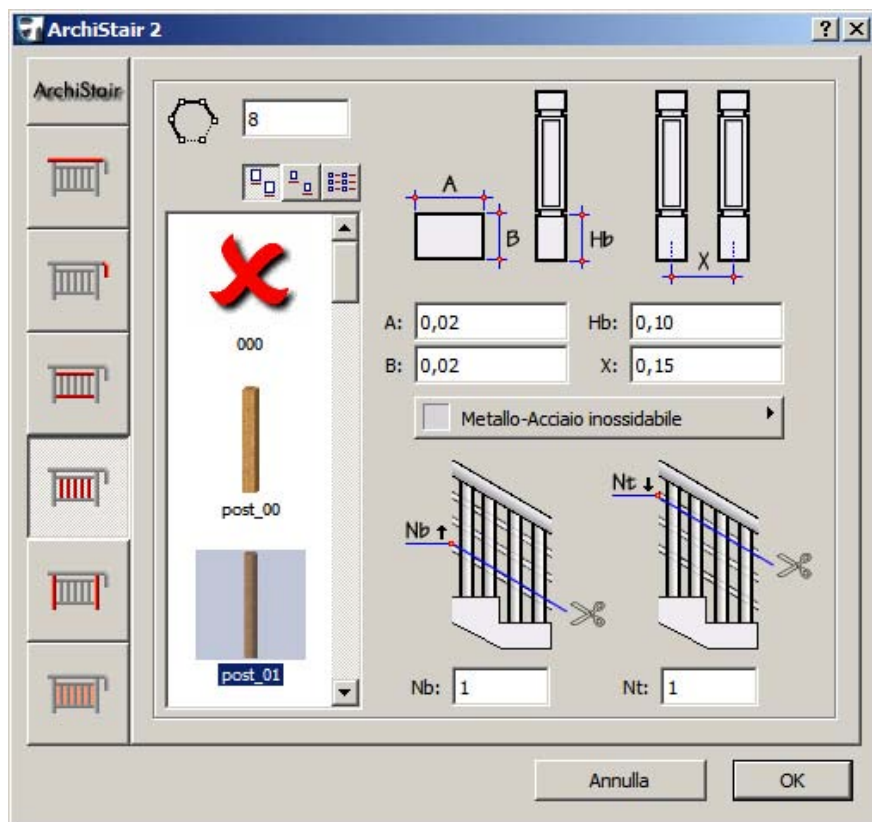 ArchiStair 2
ArchiStair
8
000
post_00
post_01
A
B
Hb
X
A: 0,02
Hb: 0,10
B: 0,02
X: 0,15
Metallo-Acciaio inossidabile
Nb
Nt
Nb: 1
Nt: 1
Annulla
OK